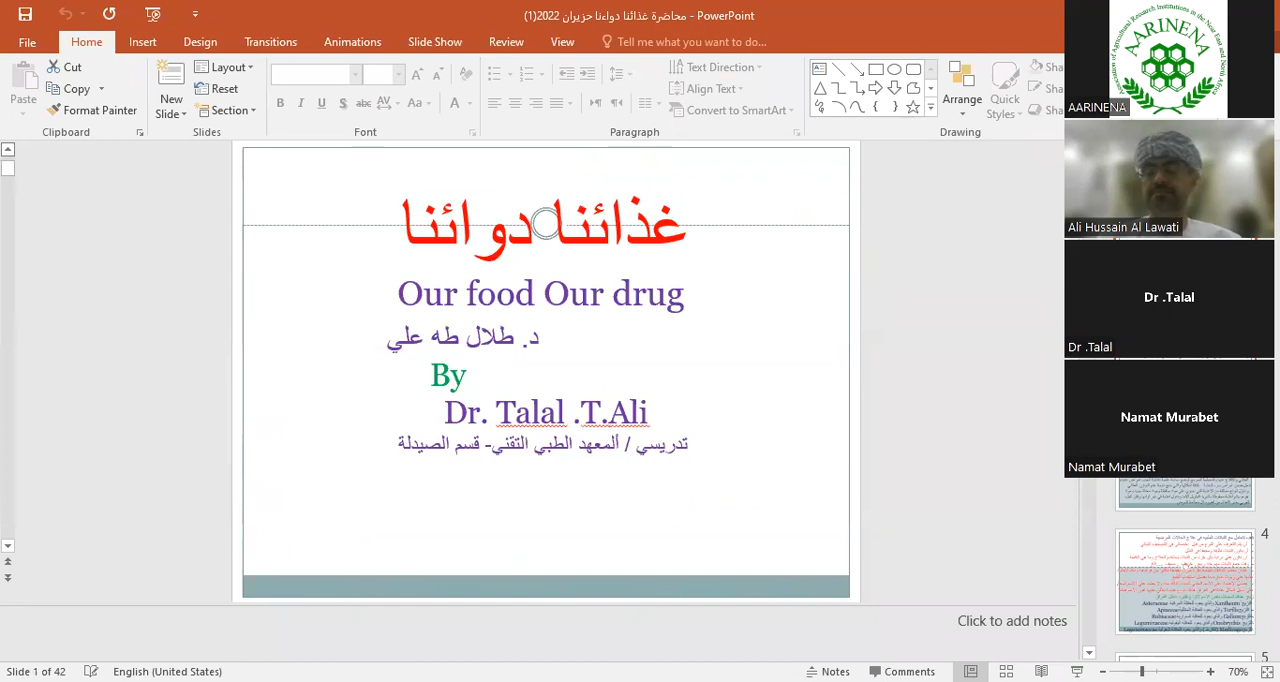 محاضرة غذائنا دواءنا حزيران 2022(1) - PowerPoint
File Home Insert Design Transitions Animations Slide Show Review View Tell me what you want to do...
Paste
Cut
Copy
Format Painter
Clipboard
New Slide
Layout
Reset
Section
Slides
B I U S abc AV Aa A
Font
Text Direction
Align Text
Convert to SmartArt
Paragraph
Arrange
Quick Styles
Drawing
غذائنا دوائنا
Our food Our drug
د. طلال طه علي
By
Dr. Talal .T.Ali
تدريسي / ألمعهد الطبي التقني- قسم الصيدلة
AARINENA
AARINENA
Ali Hussain Al Lawati
Dr .Talal
Dr .Talal
Namat Murabet
Namat Murabet
4
5
Click to add notes
Slide 1 of 42 English (United States) Notes Comments 70%